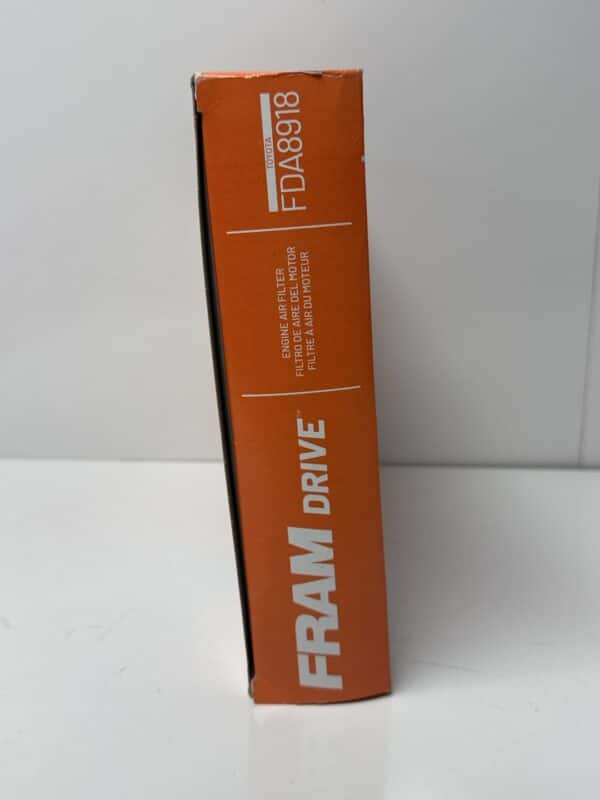 FRAM DRIVE™
ENGINE AIR FILTER
FILTRO DE AIRE DEL MOTOR
FILTRE À AIR DU MOTEUR
TOYOTA
FDA8918